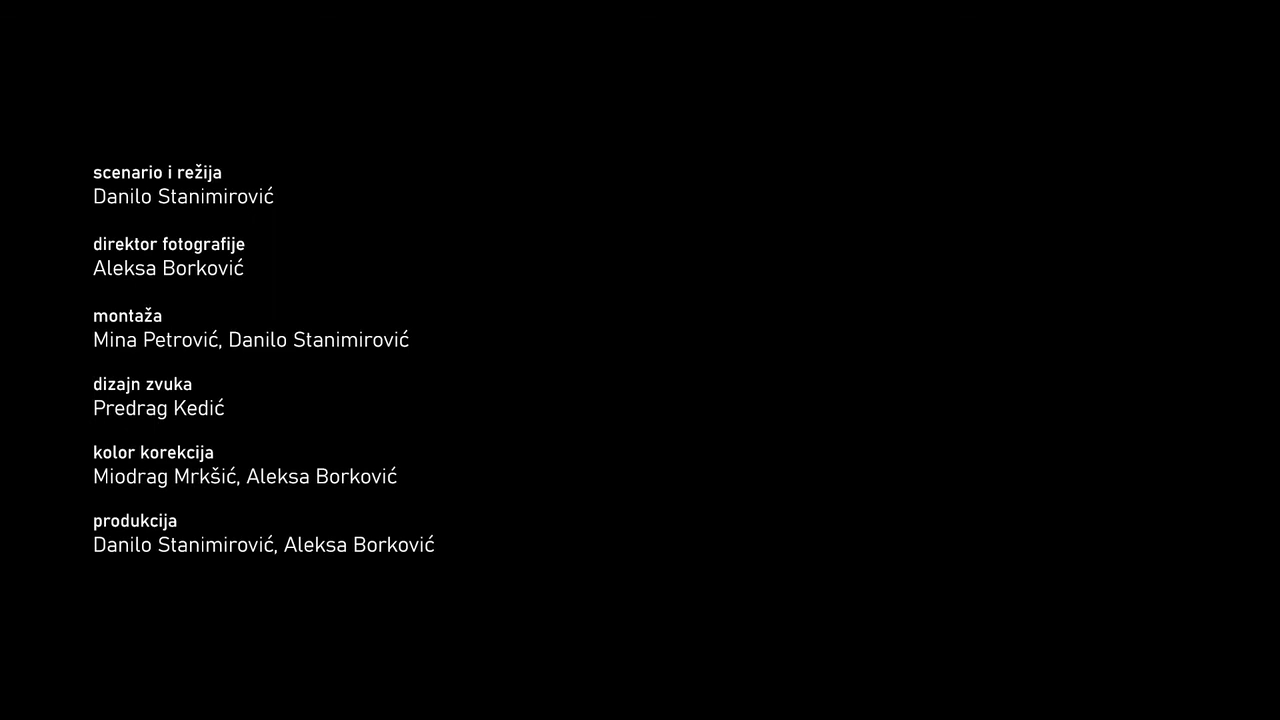 scenario i režija
Danilo Stanimirović
direktor fotografije
Aleksa Borković
montaža
Mina Petrović, Danilo Stanimirović
dizajn zvuka
Predrag Kedić
kolor korekcija
Miodrag Mrkšić, Aleksa Borković
produkcija
Danilo Stanimirović, Aleksa Borković